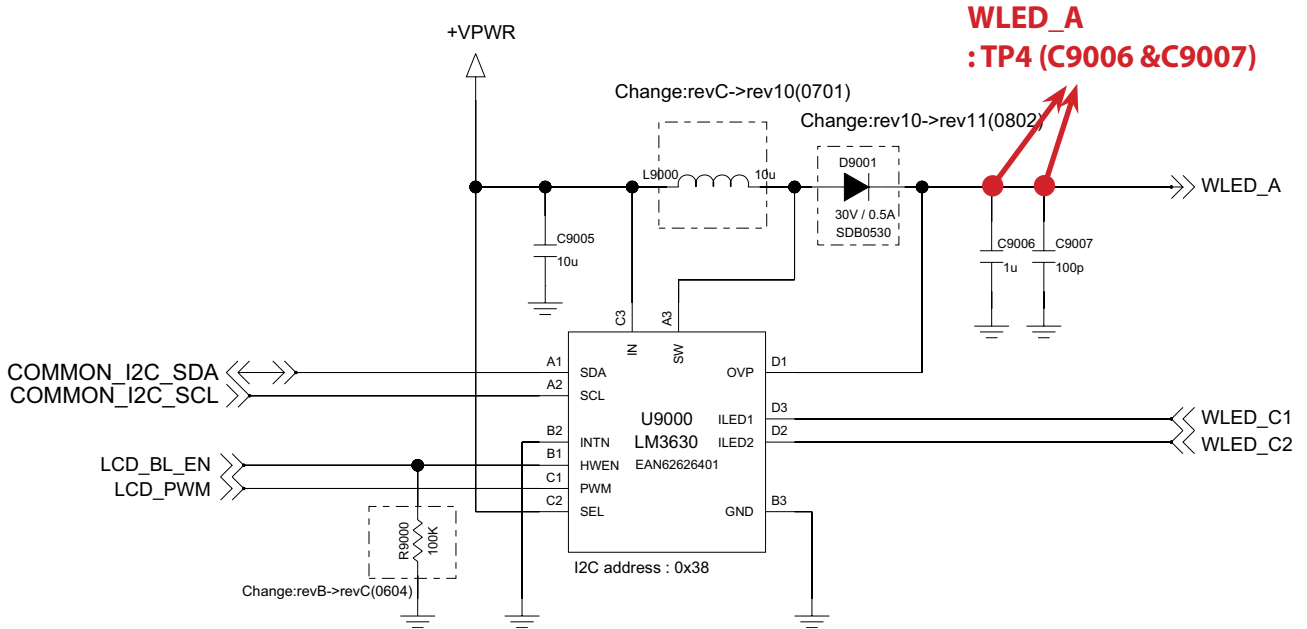 WLED_A
: TP4 (C9006 &C9007)
+VPWR
Change:revC->rev10(0701)
Change:rev10->rev11(0802)
L9000
10u
D9001
30V / 0.5A
SDB0530
WLED_A
C9005
10u
C9006
1u
C9007
100p
C3
A3
IN
SW
COMMON_I2C_SDA
A1
SDA
OVP
D1
COMMON_I2C_SCL
A2
SCL
U9000
LM3630
EAN62626401
ILED1
D3
WLED_C1
ILED2
D2
WLED_C2
B2
INTN
LCD_BL_EN
B1
HWEN
LCD_PWM
C1
PWM
C2
SEL
GND
B3
R9000
100K
I2C address : 0x38
Change:revB->revC(0604)